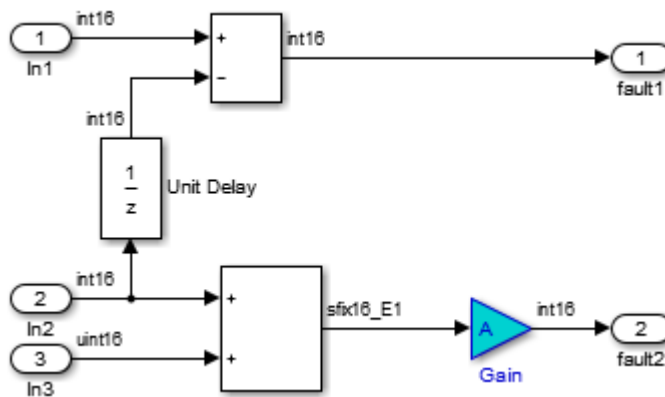 int16
1
In1
+
-
int16
1
fault1
int16
1
z
Unit Delay
int16
2
In2
uint16
3
In3
+
+
sfix16_E1
A
Gain
int16
2
fault2